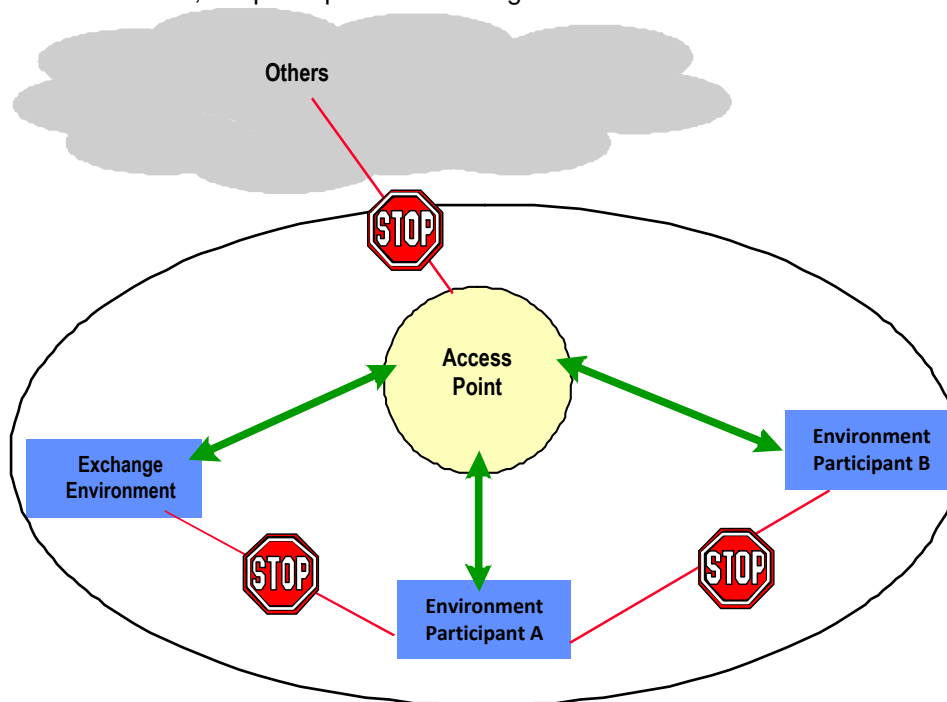 Others
STOP
Access
Point
Environment
Participant B
Exchange
Environment
STOP
STOP
Environment
Participant A